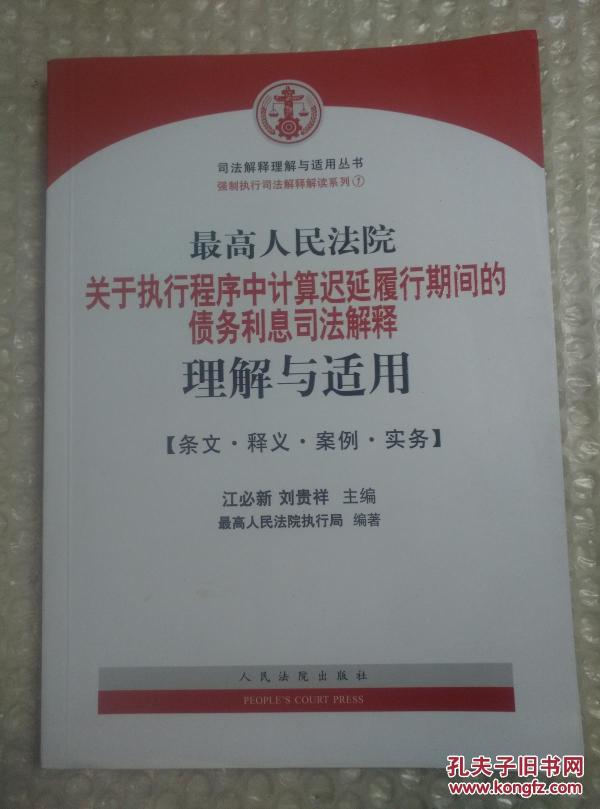 司法解释理解与适用丛书
强制执行司法解释解读系列①
最高人民法院
关于执行程序中计算迟延履行期间的
债务利息司法解释
理解与适用
【条文·释义·案例·实务】
江必新 刘贵祥 主编
最高人民法院执行局 编著
人民法院出版社
PEOPLE'S COURT PRESS
孔夫子旧书网
www.kongfz.com